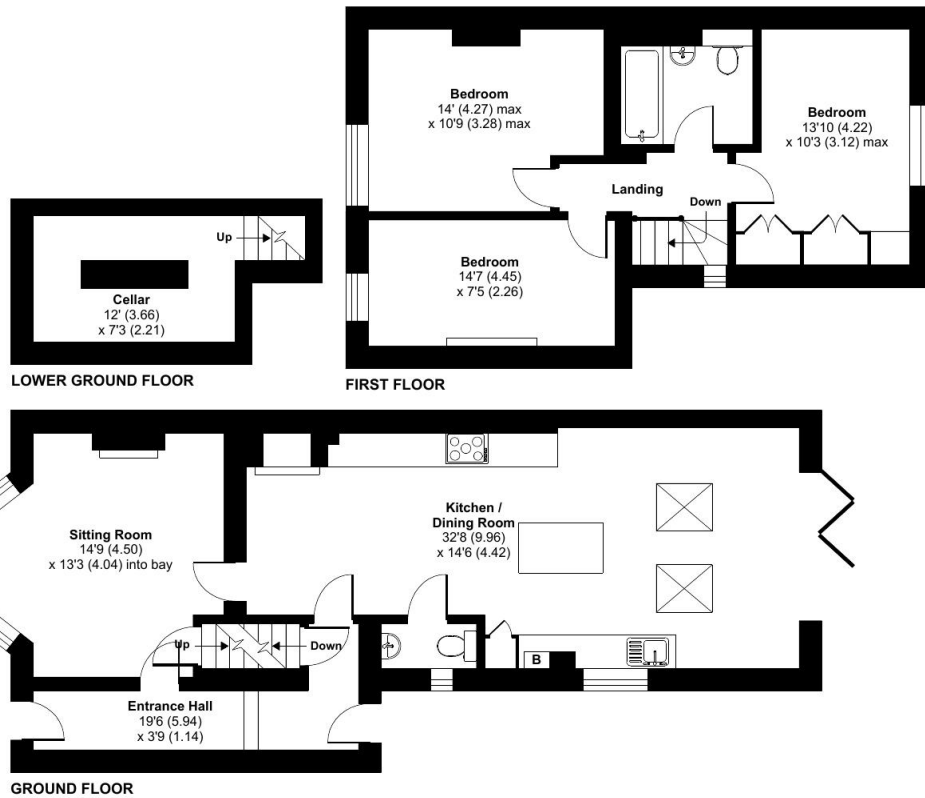 Bedroom
14' (4.27) max
x 10'9 (3.28) max
Bedroom
13'10 (4.22)
x 10'3 (3.12) max
Landing
Down
Bedroom
14'7 (4.45)
x 7'5 (2.26)
FIRST FLOOR
Up
Cellar
12' (3.66)
x 7'3 (2.21)
LOWER GROUND FLOOR
Sitting Room
14'9 (4.50)
x 13'3 (4.04) into bay
Kitchen /
Dining Room
32'8 (9.96)
x 14'6 (4.42)
Up
Down
B
Entrance Hall
19'6 (5.94)
x 3'9 (1.14)
GROUND FLOOR